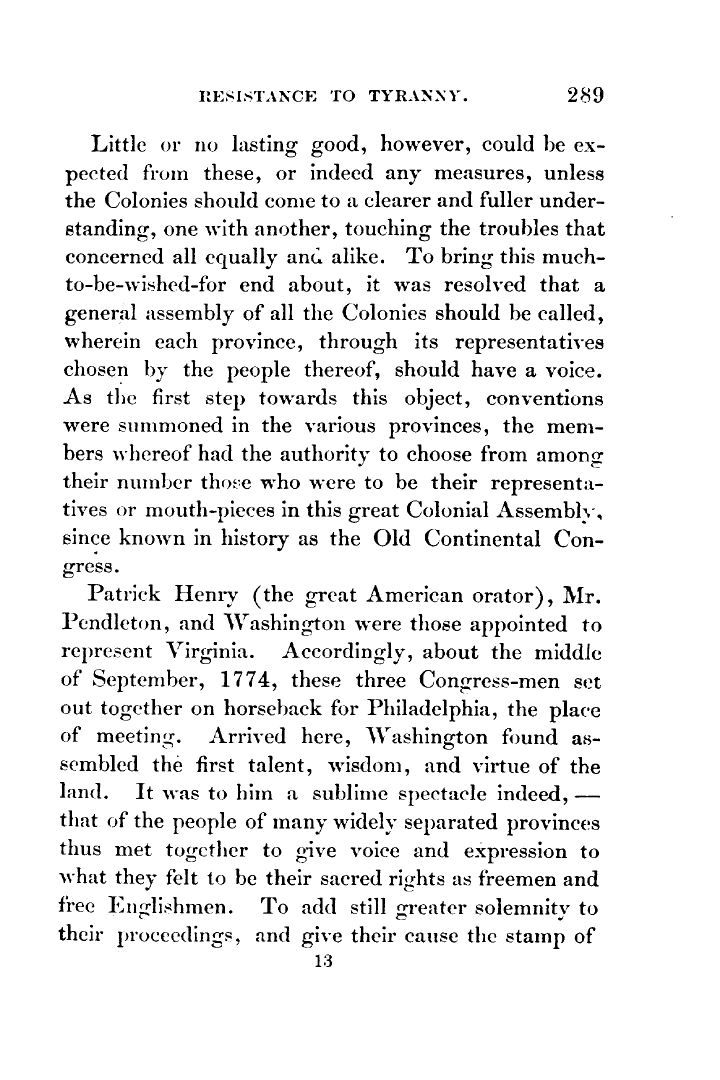 RESISTANCE TO TYRANNY. 289
Little or no lasting good, however, could be ex-
pected from these, or indeed any measures, unless
the Colonies should come to a clearer and fuller under-
standing, one with another, touching the troubles that
concerned all equally and alike. To bring this much-
to-be-wished-for end about, it was resolved that a
general assembly of all the Colonies should be called,
wherein each province, through its representatives
chosen by the people thereof, should have a voice.
As the first step towards this object, conventions
were summoned in the various provinces, the mem-
bers whereof had the authority to choose from among
their number those who were to be their representa-
tives or mouth-pieces in this great Colonial Assembly,
since known in history as the Old Continental Con-
gress.
Patrick Henry (the great American orator), Mr.
Pendleton, and Washington were those appointed to
represent Virginia. Accordingly, about the middle
of September, 1774, these three Congress-men set
out together on horseback for Philadelphia, the place
of meeting. Arrived here, Washington found as-
sembled the first talent, wisdom, and virtue of the
land. It was to him a sublime spectacle indeed, —
that of the people of many widely separated provinces
thus met together to give voice and expression to
what they felt to be their sacred rights as freemen and
free Englishmen. To add still greater solemnity to
their proceedings, and give their cause the stamp of
13